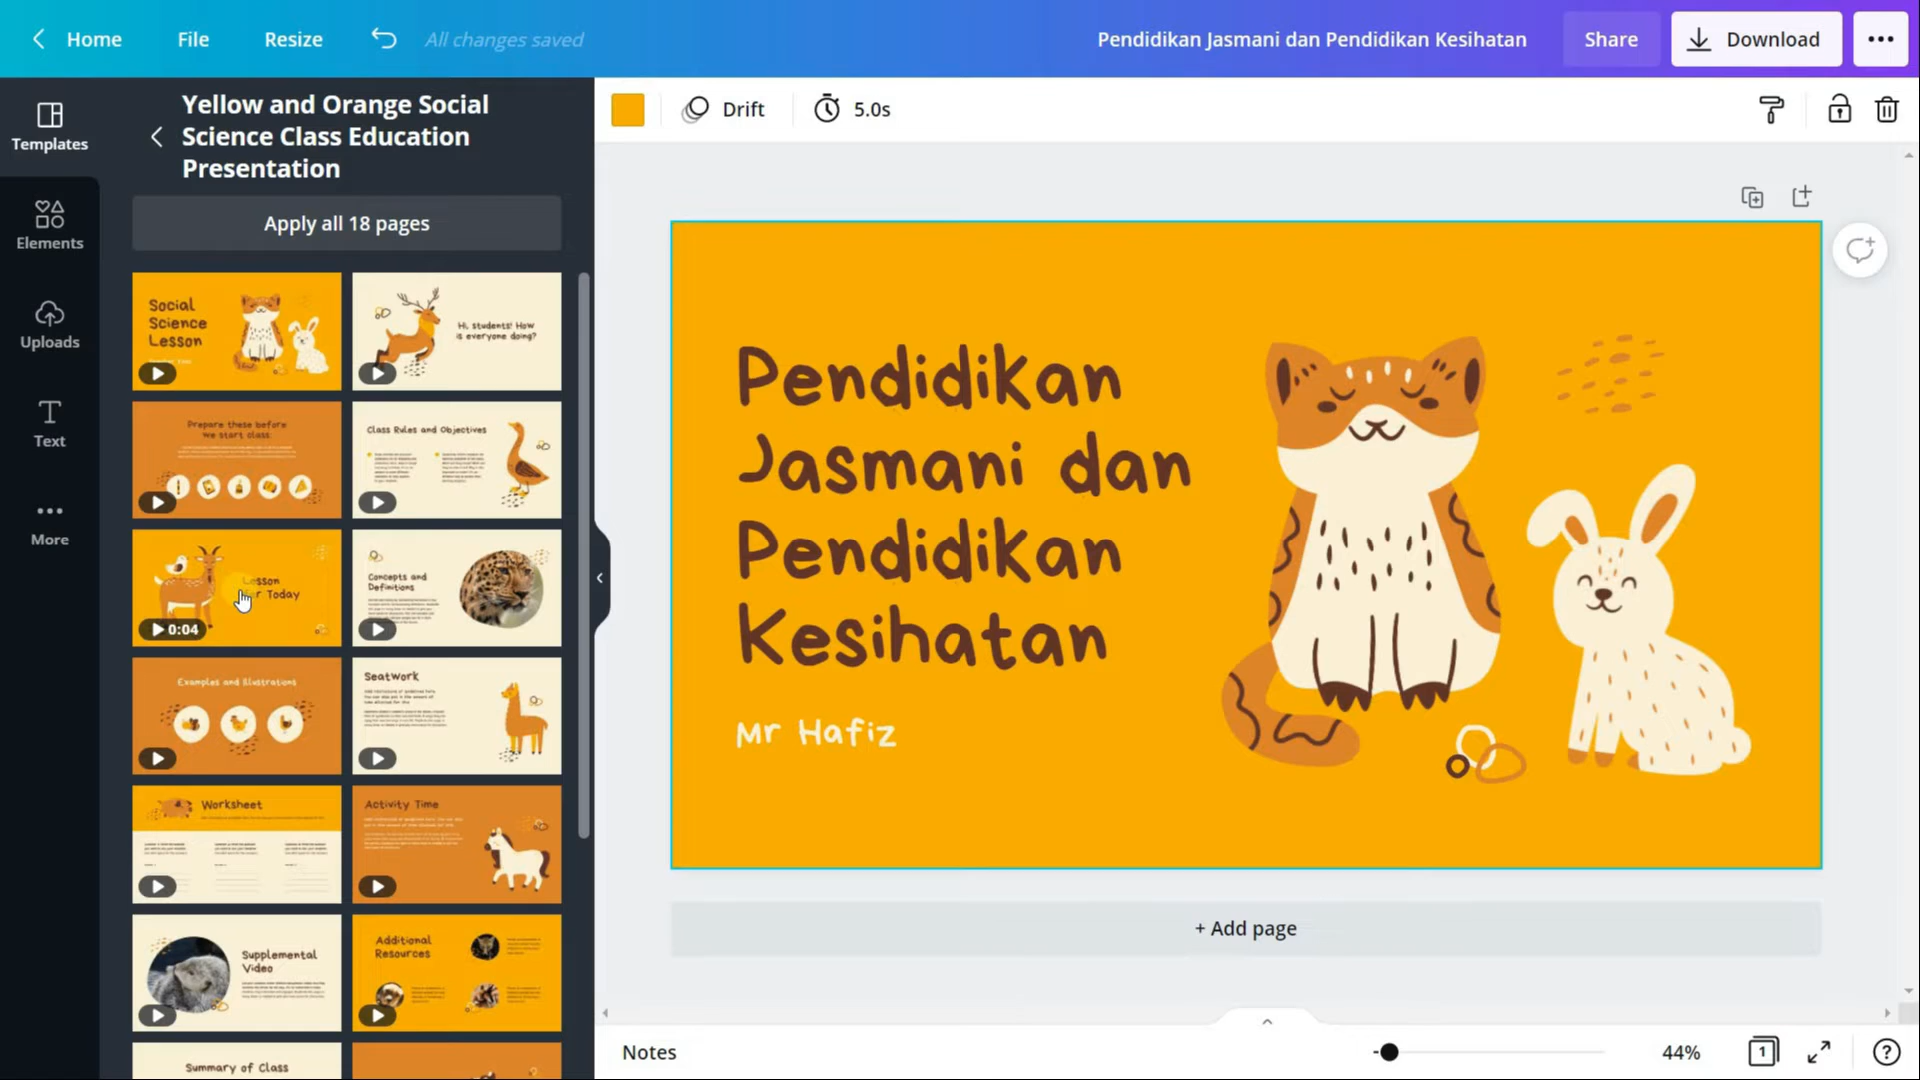 Home
File
Resize
All changes saved
Pendidikan Jasmani dan Pendidikan Kesihatan
Share
Download
Templates
Elements
Uploads
Text
More
Yellow and Orange Social
Science Class Education
Presentation
Apply all 18 pages
Social
Science
Lesson
Hi, students! How
is everyone doing?
Prepare these before
we start class:
Class Rules and Objectives
Lesson
Today
0:04
Concepts and
Definitions
Examples and Illustrations
Seatwork
Worksheet
Activity Time
Supplemental
Video
Additional
Resources
Summary of Class
Drift
5.0s
Pendidikan
Jasmani dan
Pendidikan
Kesihatan
Mr Hafiz
+ Add page
Notes
44%
1